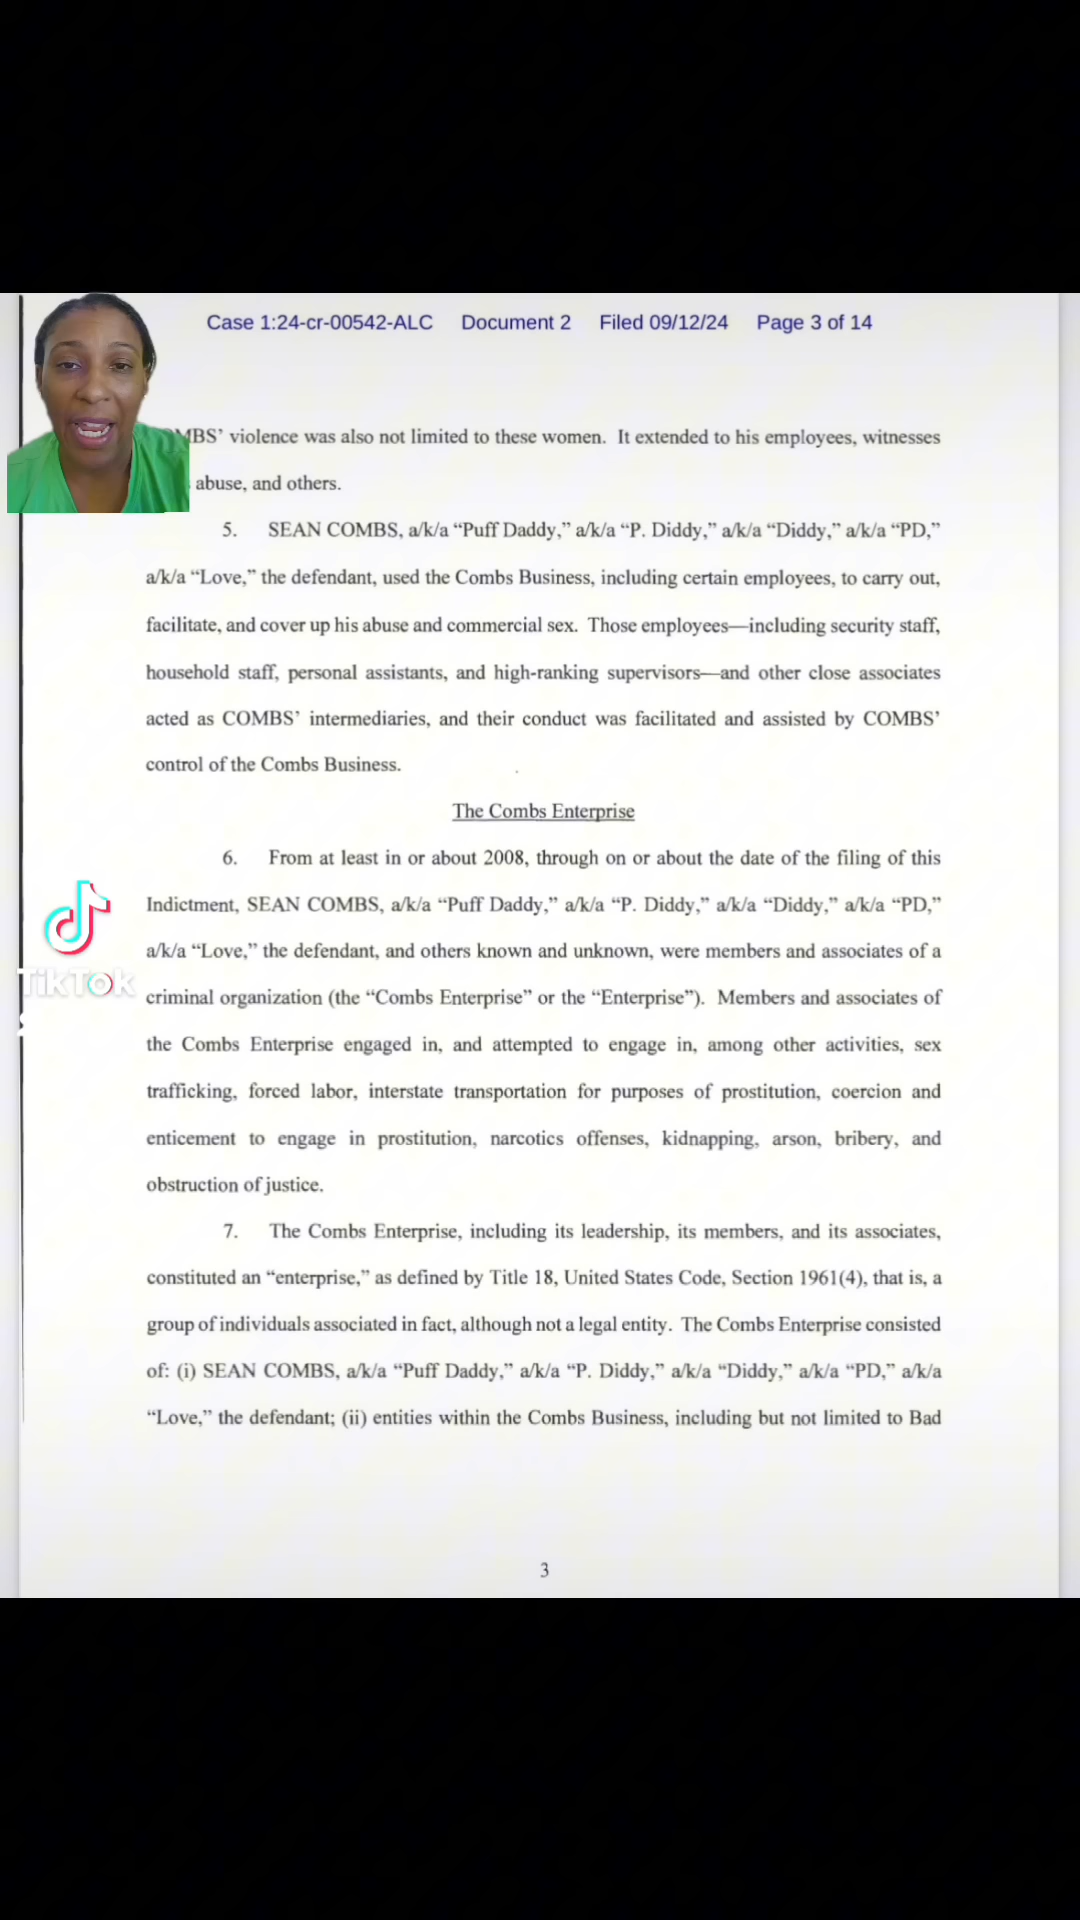 Case 1:24-cr-00542-ALC Document 2 Filed 09/12/24 Page 3 of 14
MBS’ violence was also not limited to these women. It extended to his employees, witnesses
abuse, and others.
5. SEAN COMBS, a/k/a “Puff Daddy,” a/k/a “P. Diddy,” a/k/a “Diddy,” a/k/a “PD,”
a/k/a “Love,” the defendant, used the Combs Business, including certain employees, to carry out,
facilitate, and cover up his abuse and commercial sex. Those employees—including security staff,
household staff, personal assistants, and high-ranking supervisors—and other close associates
acted as COMBS’ intermediaries, and their conduct was facilitated and assisted by COMBS’
control of the Combs Business.
The Combs Enterprise
6. From at least in or about 2008, through on or about the date of the filing of this
Indictment, SEAN COMBS, a/k/a “Puff Daddy,” a/k/a “P. Diddy,” a/k/a “Diddy,” a/k/a “PD,”
a/k/a “Love,” the defendant, and others known and unknown, were members and associates of a
TikTok
criminal organization (the “Combs Enterprise” or the “Enterprise”). Members and associates of
the Combs Enterprise engaged in, and attempted to engage in, among other activities, sex
trafficking, forced labor, interstate transportation for purposes of prostitution, coercion and
enticement to engage in prostitution, narcotics offenses, kidnapping, arson, bribery, and
obstruction of justice.
7. The Combs Enterprise, including its leadership, its members, and its associates,
constituted an “enterprise,” as defined by Title 18, United States Code, Section 1961(4), that is, a
group of individuals associated in fact, although not a legal entity. The Combs Enterprise consisted
of: (i) SEAN COMBS, a/k/a “Puff Daddy,” a/k/a “P. Diddy,” a/k/a “Diddy,” a/k/a “PD,” a/k/a
“Love,” the defendant; (ii) entities within the Combs Business, including but not limited to Bad
3